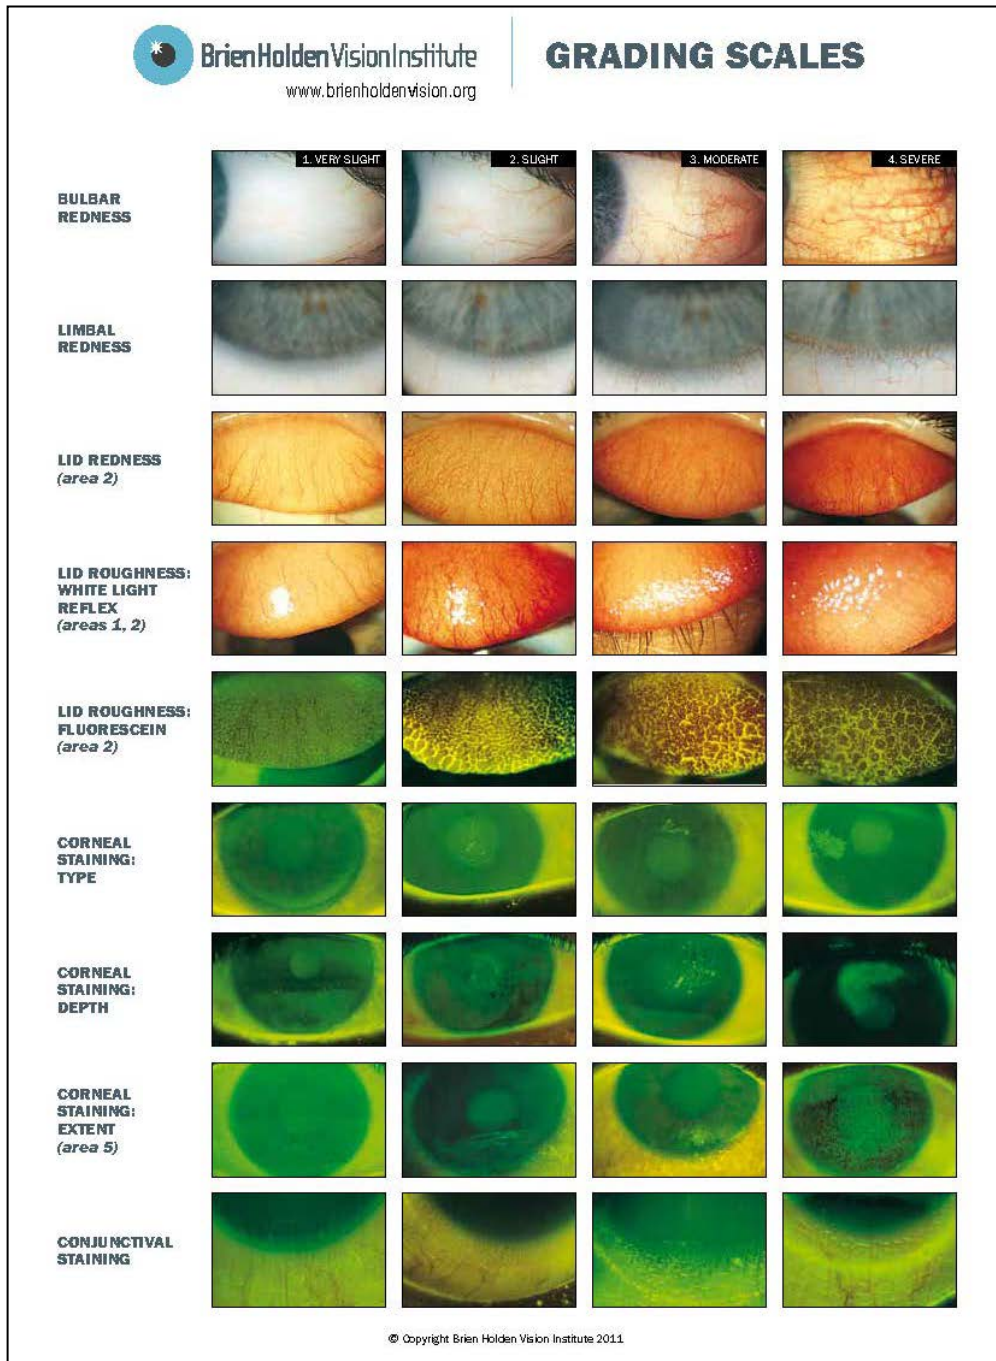 BrienHoldenVisionInstitute
www.brienholdenvision.org
GRADING SCALES
1. VERY SLIGHT
2. SLIGHT
3. MODERATE
4. SEVERE
BULBAR
REDNESS
LIMBAL
REDNESS
LID REDNESS
(area 2)
LID ROUGHNESS:
WHITE LIGHT
REFLEX
(areas 1, 2)
LID ROUGHNESS:
FLUORESCEIN
(area 2)
CORNEAL
STAINING:
TYPE
CORNEAL
STAINING:
DEPTH
CORNEAL
STAINING:
EXTENT
(area 5)
CONJUNCTIVAL
STAINING
© Copyright Brien Holden Vision Institute 2011